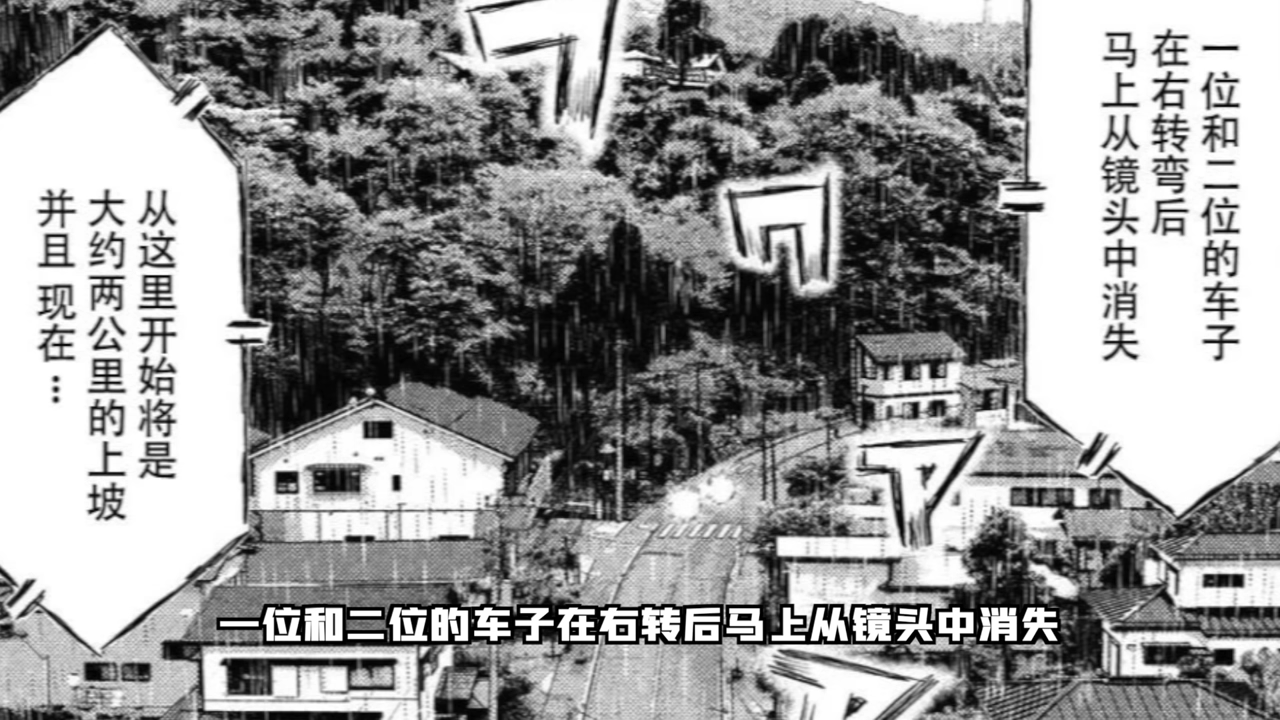 一位和二位的车子
在右转弯后
马上从镜头中消失
从这里开始将是
大约两公里的上坡
并且 现在…
一位和二位的车子在右转后马上从镜头中消失